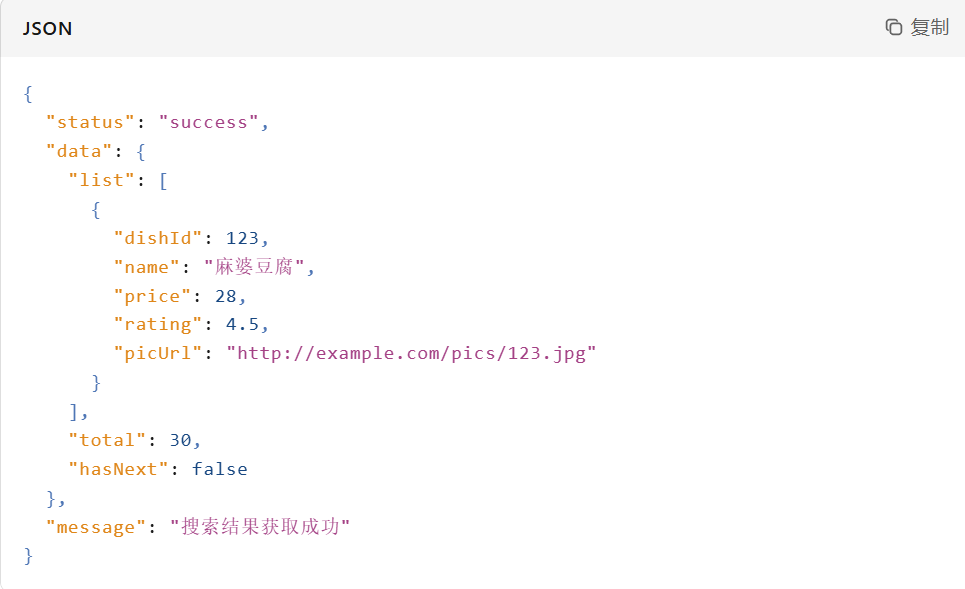 JSON
复制
{
  "status": "success",
  "data": {
    "list": [
      {
        "dishId": 123,
        "name": "麻婆豆腐",
        "price": 28,
        "rating": 4.5,
        "picUrl": "http://example.com/pics/123.jpg"
      }
    ],
    "total": 30,
    "hasNext": false
  },
  "message": "搜索结果获取成功"
}